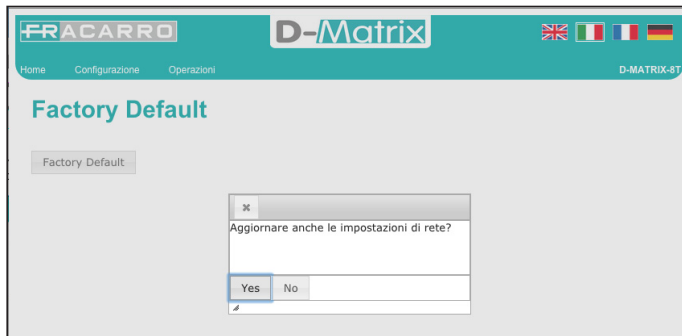 FRACARRO
D-Matrix
Home Configurazione Operazioni D-MATRIX-8T
Factory Default
Factory Default
Aggiornare anche le impostazioni di rete?
Yes No